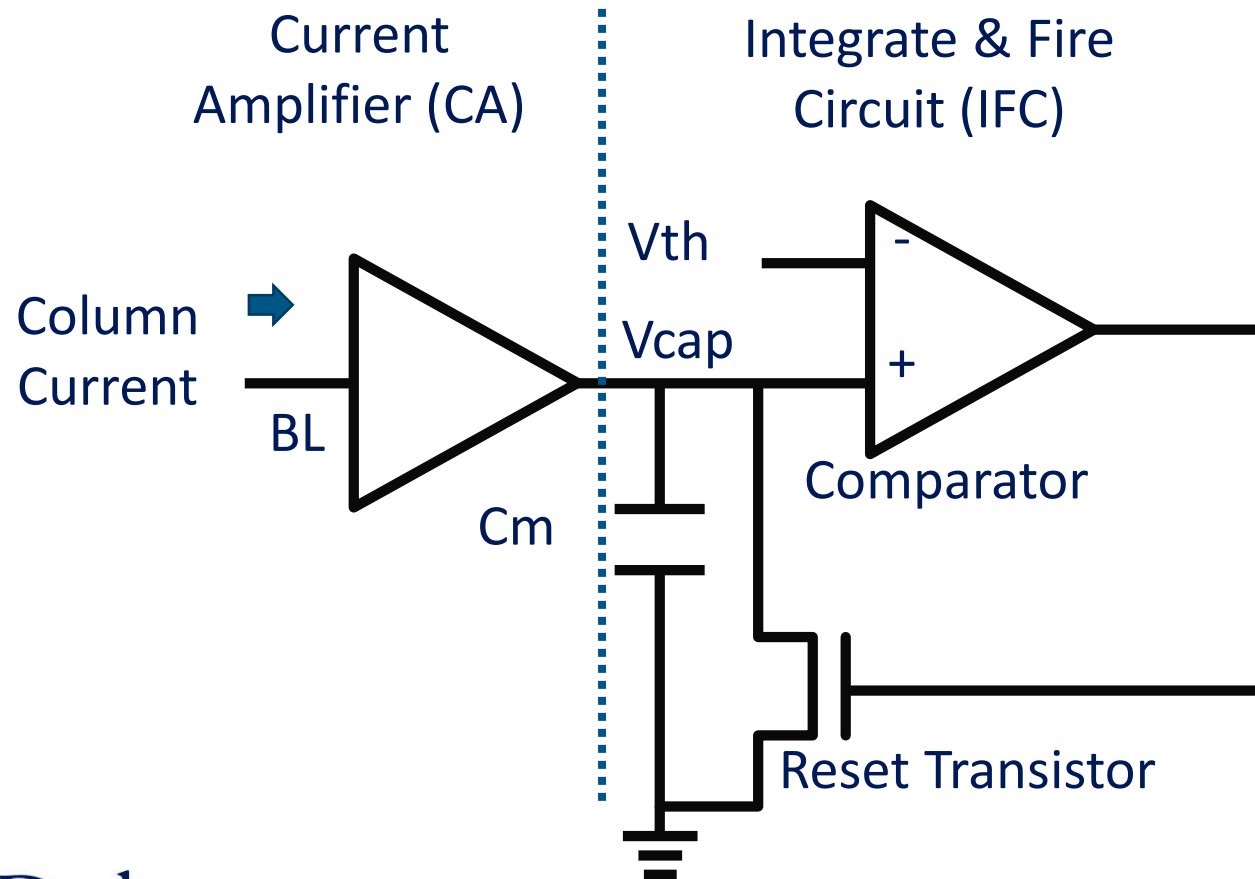 Current
Amplifier (CA)
Integrate & Fire
Circuit (IFC)
Vth
-
Column
Current
Vcap
+
BL
Comparator
Cm
Reset Transistor